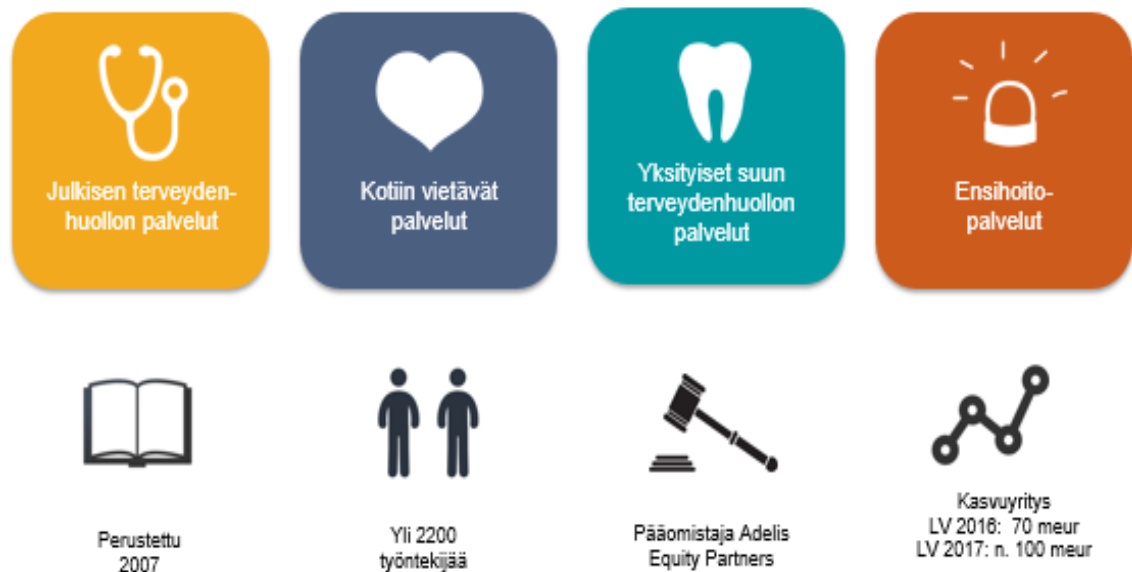 Julkisen terveyden-
huollon palvelut
Kotiin vietävät
palvelut
Yksityiset suun
terveydenhuollon
palvelut
Ensihoito-
palvelut
Perustettu
2007
Yli 2200
työntekijää
Pääomistaja Adelis
Equity Partners
Kasvuyritys
LV 2016: 70 meur
LV 2017: n. 100 meur